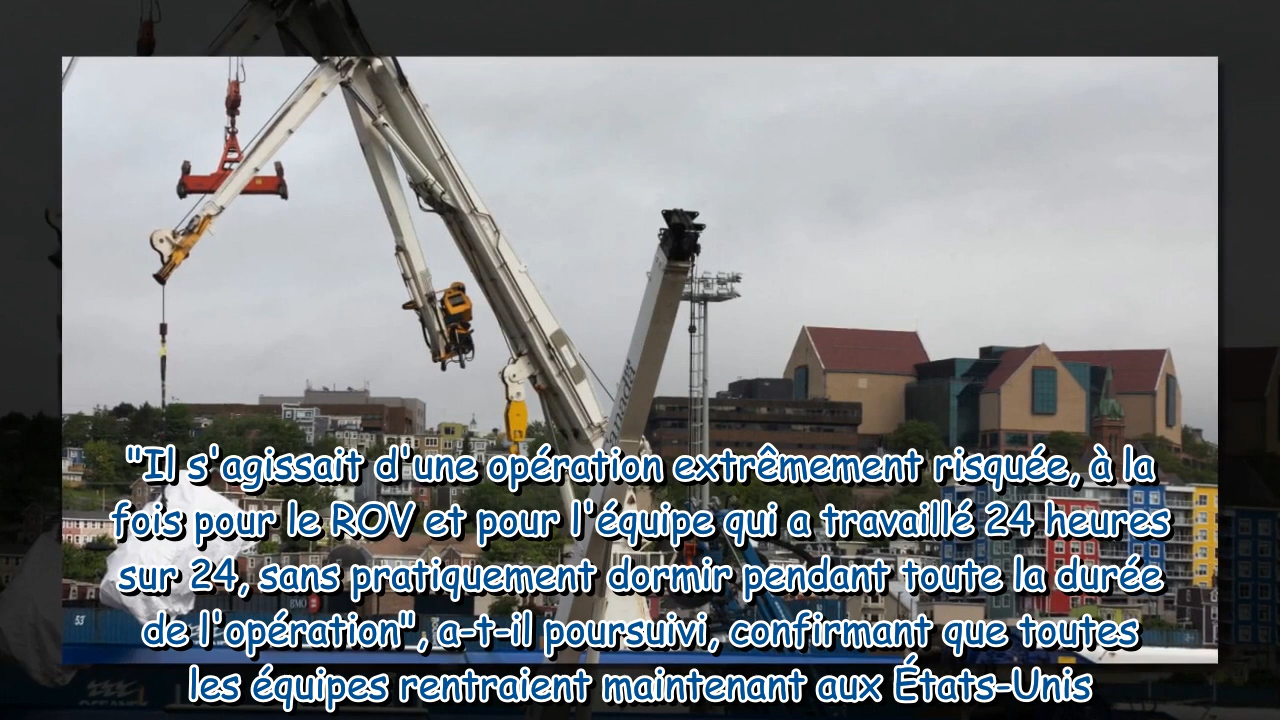 "Il s'agissait d'une opération extrêmement risquée, à la
fois pour le ROV et pour l'équipe qui a travaillé 24 heures
sur 24, sans pratiquement dormir pendant toute la durée
de l'opération", a-t-il poursuivi, confirmant que toutes
les équipes rentraient maintenant aux États-Unis